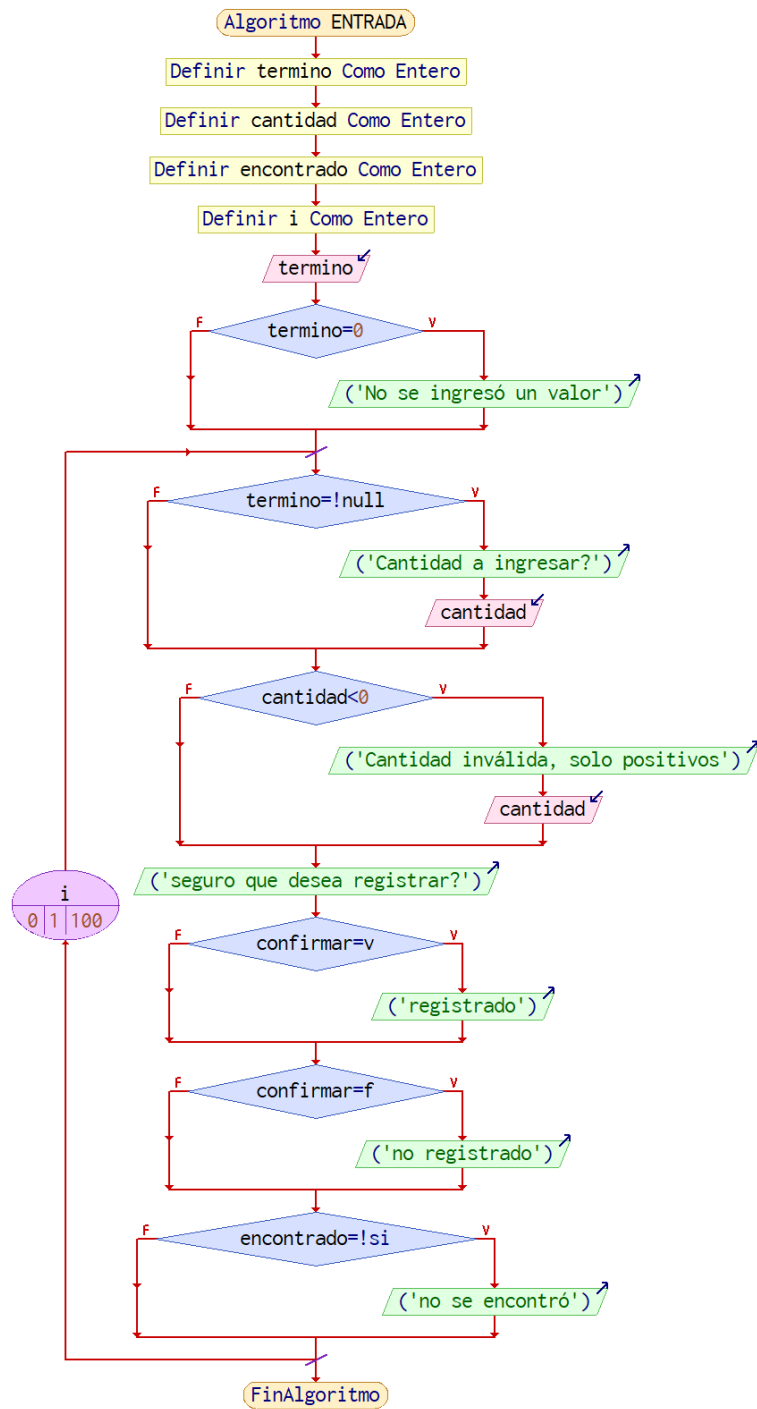 Algoritmo ENTRADA
Definir termino Como Entero
Definir cantidad Como Entero
Definir encontrado Como Entero
Definir i Como Entero
termino
F
V
termino=0
('No se ingresó un valor')
F
V
termino=!null
('Cantidad a ingresar?')
cantidad
F
V
cantidad<0
('Cantidad inválida, solo positivos')
cantidad
('seguro que desea registrar?')
i
0 1 100
F
V
confirmar=v
('registrado')
F
V
confirmar=f
('no registrado')
F
V
encontrado=!si
('no se encontró')
FinAlgoritmo